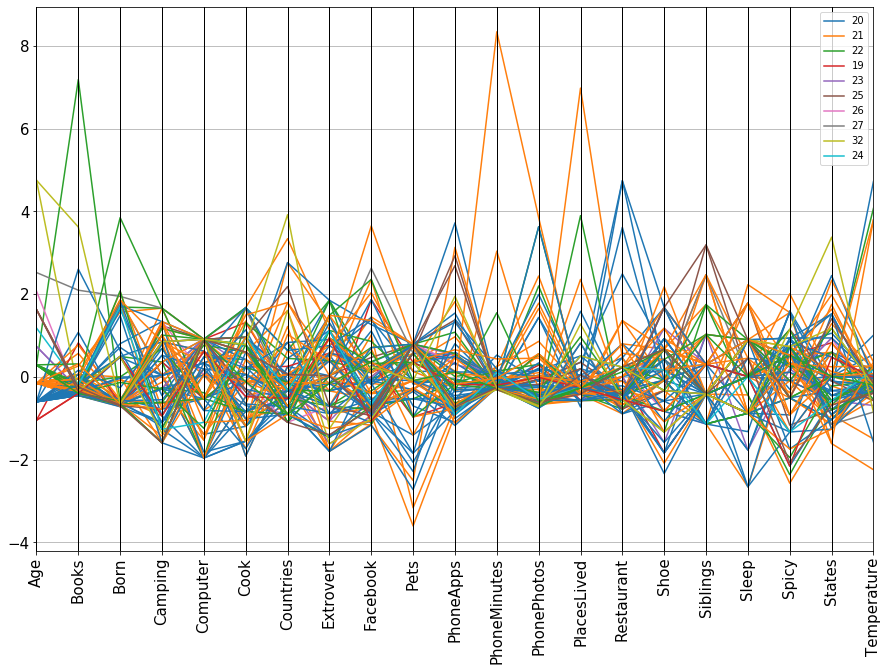 8
6
4
2
0
−2
−4
20
21
22
19
23
25
26
27
32
24
Age
Books
Born
Camping
Computer
Cook
Countries
Extrovert
Facebook
Pets
PhoneApps
PhoneMinutes
PhonePhotos
PlacesLived
Restaurant
Shoe
Siblings
Sleep
Spicy
States
Temperature